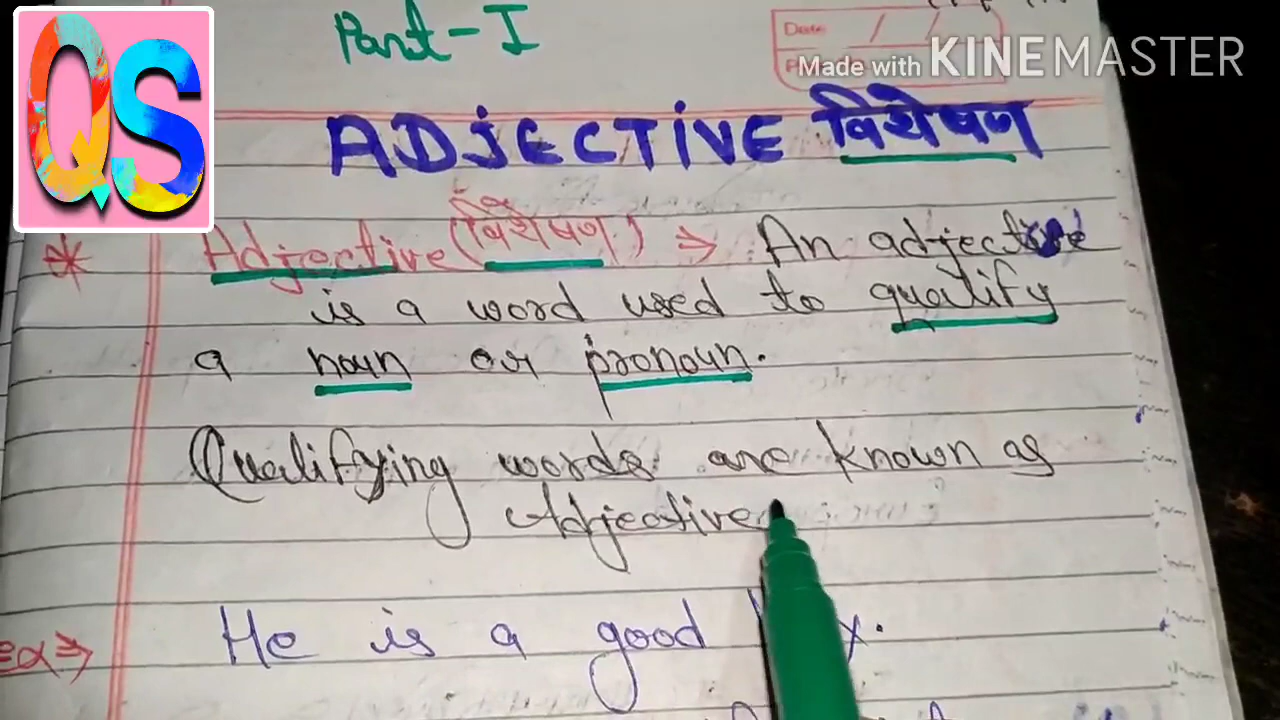 Part-I
Date / /
Made with KINEMASTER
QS
ADJECTIVE विशेषण
* Adjective (विशेषण) ⇒ An adjective
is a word used to qualify
a noun or pronoun.
Qualifying words are known as
Adjective
ex⇒ He is a good